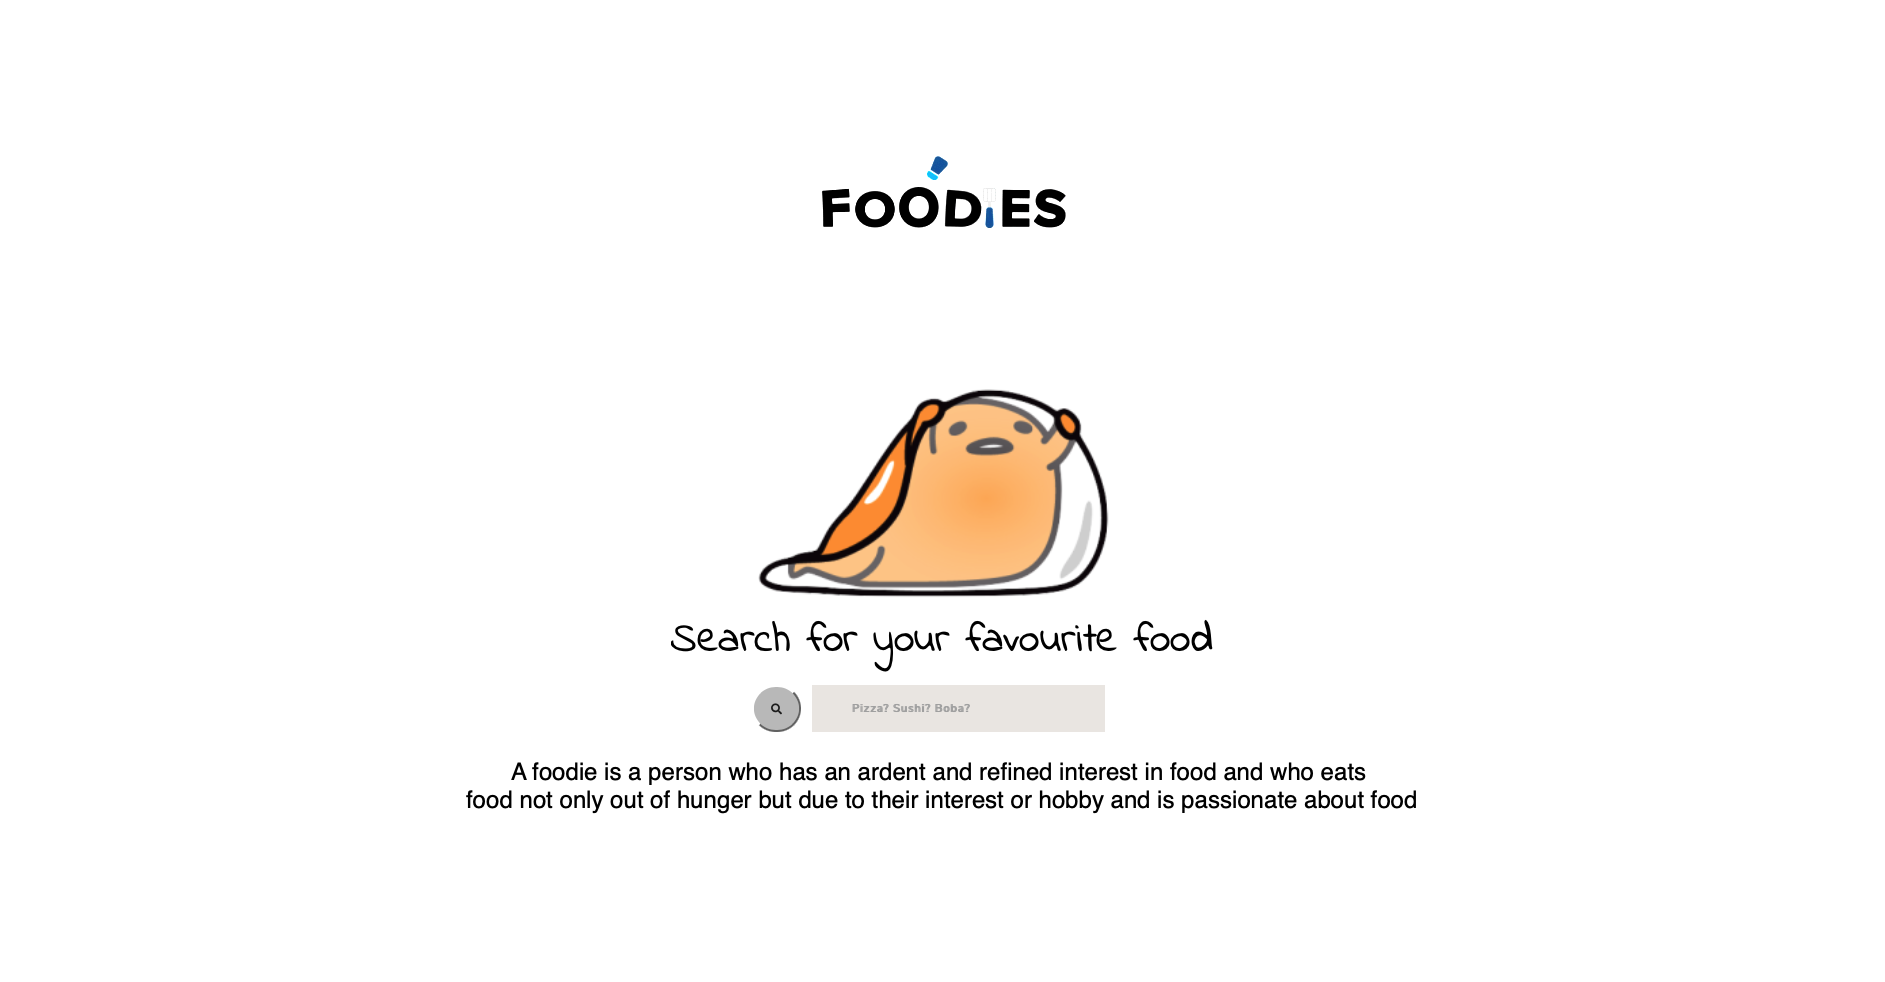 FOODIES
Search for your favourite food
Pizza? Sushi? Boba?
A foodie is a person who has an ardent and refined interest in food and who eats
food not only out of hunger but due to their interest or hobby and is passionate about food